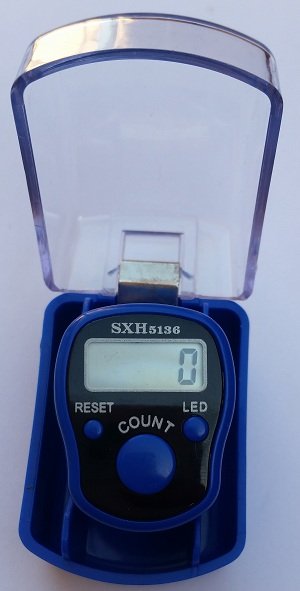 SXH5136
0
RESET LED
COUNT